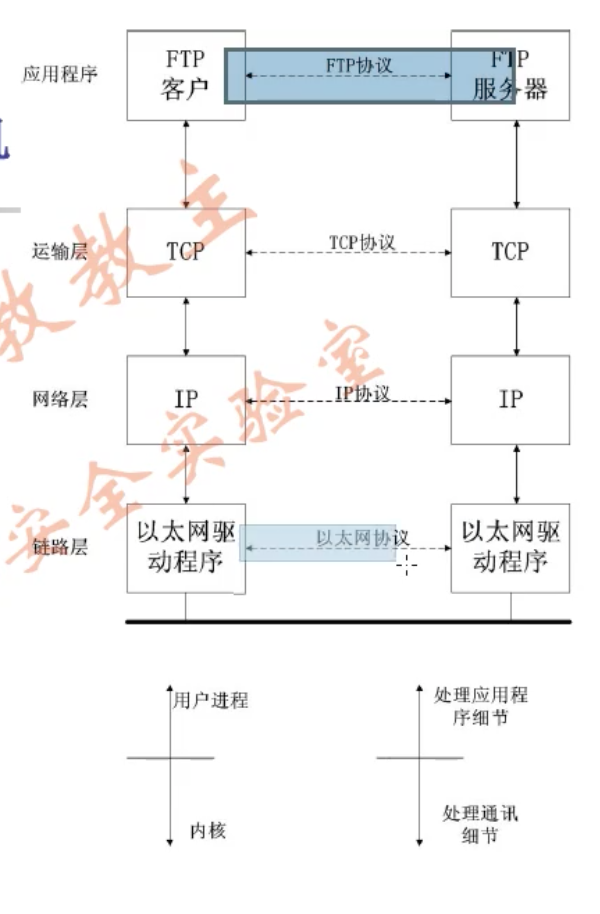 应用程序
FTP
客户
FTP协议
FTP
服务器
运输层
TCP
TCP协议
TCP
网络层
IP
IP协议
IP
链路层
以太网驱
动程序
以太网协议
以太网驱
动程序
用户进程
内核
处理应用程
序细节
处理通讯
细节
教教主
安全实验室